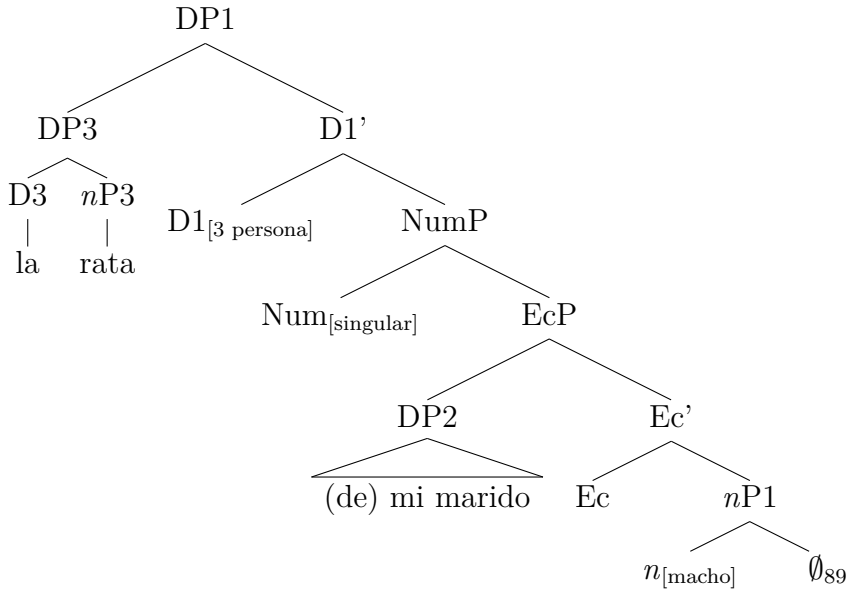 DP1
DP3 D1'
D3 nP3 D1[3 persona] NumP
la rata
Num[singular] EcP
DP2 Ec'
(de) mi marido Ec nP1
n[macho] ∅89